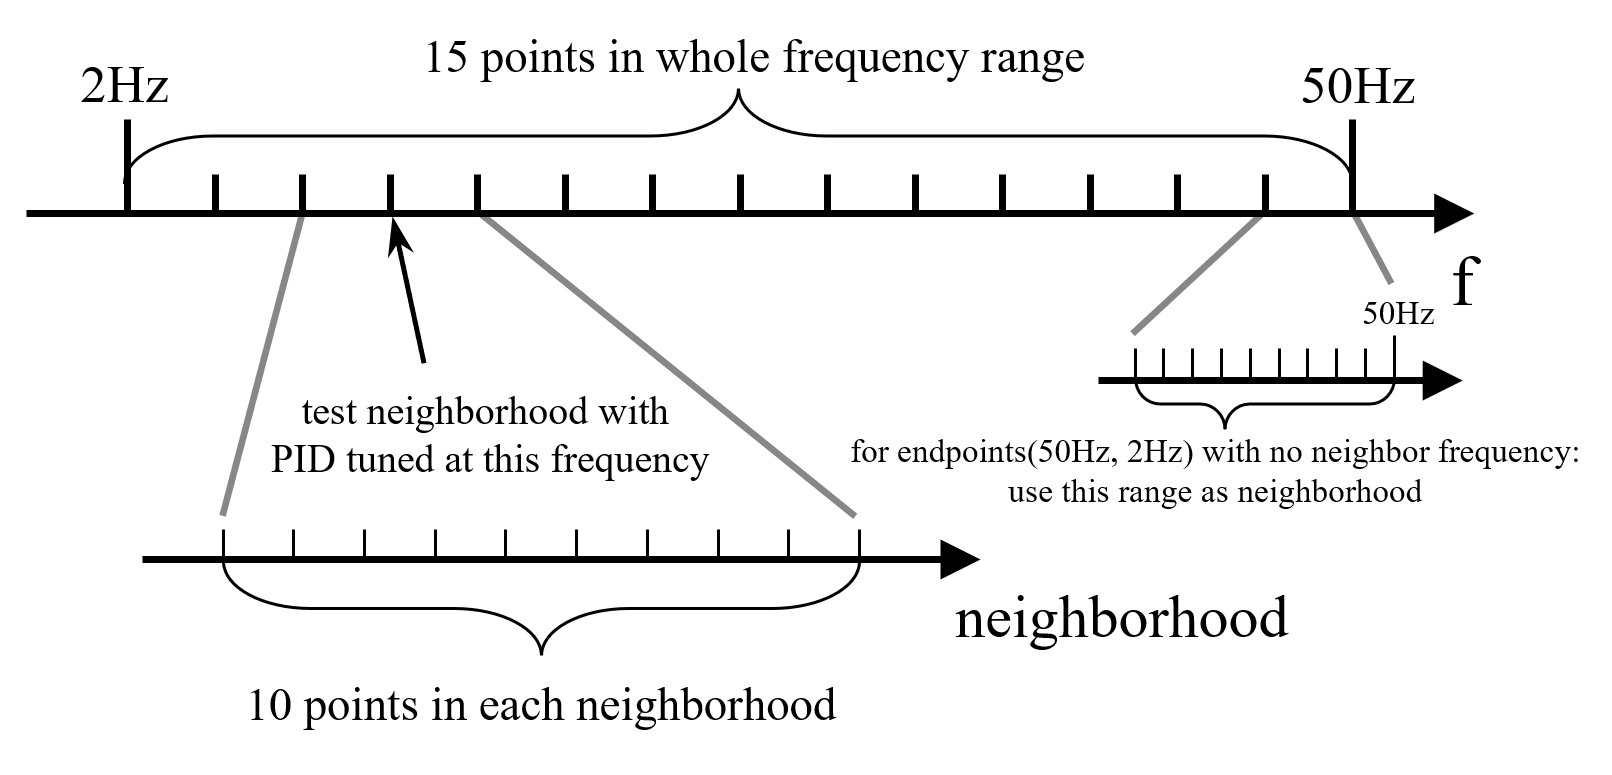 15 points in whole frequency range
2Hz
50Hz
f
50Hz
test neighborhood with
PID tuned at this frequency
for endpoints(50Hz, 2Hz) with no neighbor frequency:
use this range as neighborhood
neighborhood
10 points in each neighborhood